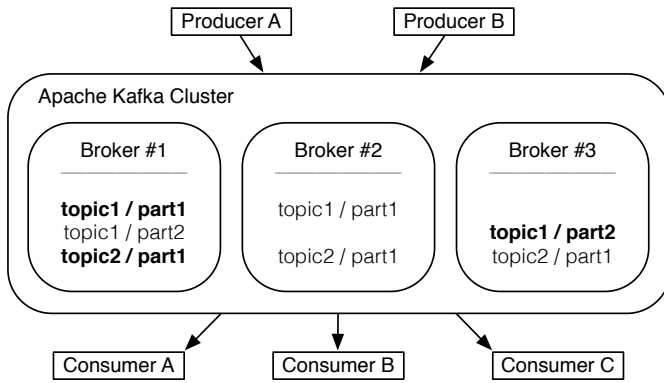 Producer A
Producer B
Apache Kafka Cluster
Broker #1
topic1 / part1
topic1 / part2
topic2 / part1
Broker #2
topic1 / part1
topic2 / part1
Broker #3
topic1 / part2
topic2 / part1
Consumer A
Consumer B
Consumer C